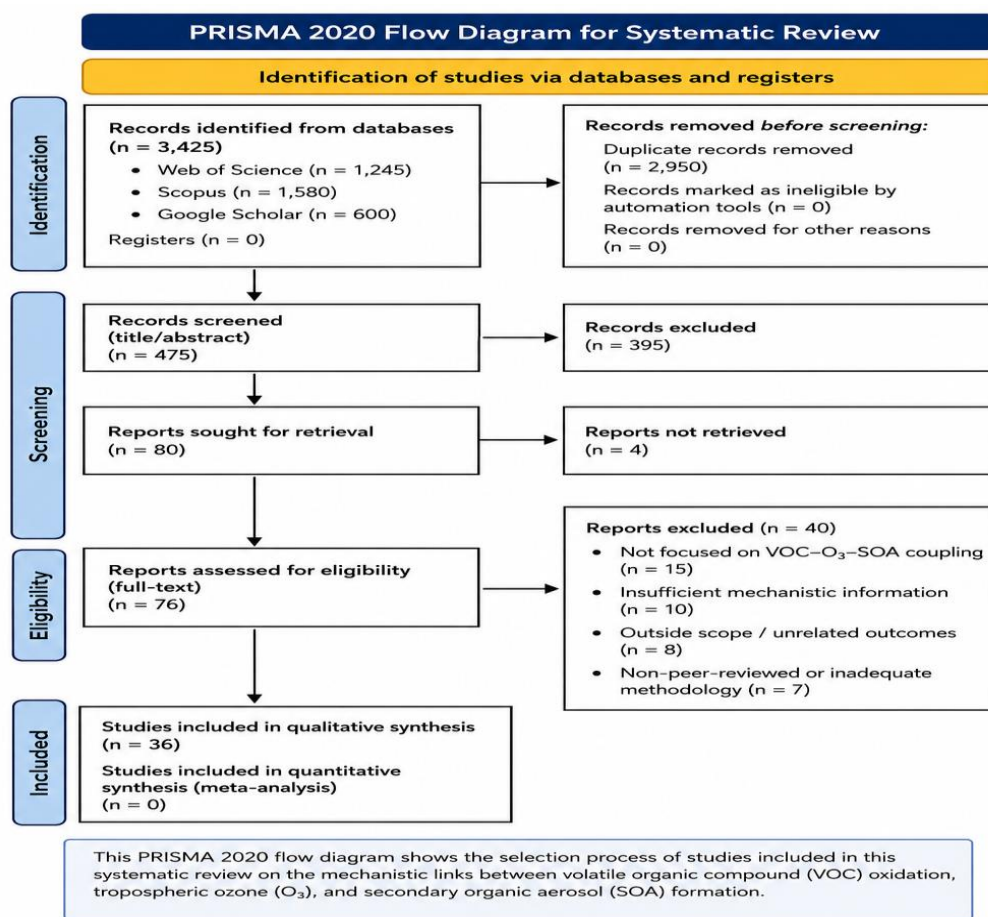 PRISMA 2020 Flow Diagram for Systematic Review
Identification of studies via databases and registers
Identification
Records identified from databases
(n = 3,425)
• Web of Science (n = 1,245)
• Scopus (n = 1,580)
• Google Scholar (n = 600)
Registers (n = 0)
Records removed before screening:
Duplicate records removed
(n = 2,950)
Records marked as ineligible by
automation tools (n = 0)
Records removed for other reasons
(n = 0)
Screening
Records screened
(title/abstract)
(n = 475)
Records excluded
(n = 395)
Reports sought for retrieval
(n = 80)
Reports not retrieved
(n = 4)
Eligibility
Reports assessed for eligibility
(full-text)
(n = 76)
Reports excluded (n = 40)
• Not focused on VOC–O₃–SOA coupling
(n = 15)
• Insufficient mechanistic information
(n = 10)
• Outside scope / unrelated outcomes
(n = 8)
• Non-peer-reviewed or inadequate
methodology (n = 7)
Included
Studies included in qualitative synthesis
(n = 36)
Studies included in quantitative
synthesis (meta-analysis)
(n = 0)
This PRISMA 2020 flow diagram shows the selection process of studies included in this
systematic review on the mechanistic links between volatile organic compound (VOC) oxidation,
tropospheric ozone (O₃), and secondary organic aerosol (SOA) formation.